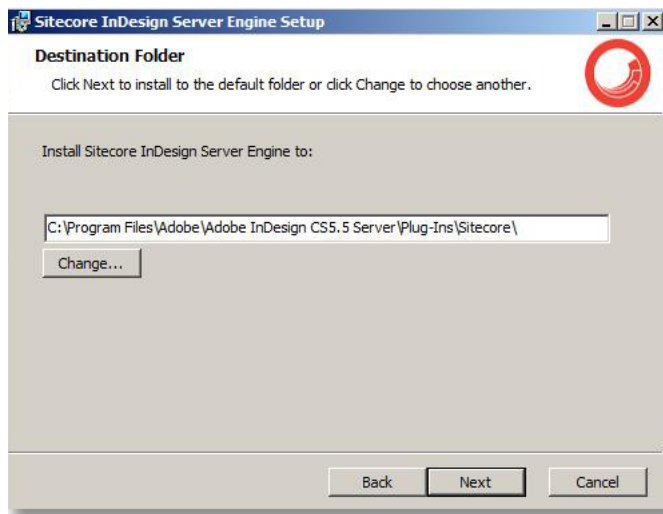 Sitecore InDesign Server Engine Setup
Destination Folder
Click Next to install to the default folder or click Change to choose another.
Install Sitecore InDesign Server Engine to:
C:\Program Files\Adobe\Adobe InDesign CS5.5 Server\Plug-Ins\Sitecore\
Change...
Back Next Cancel